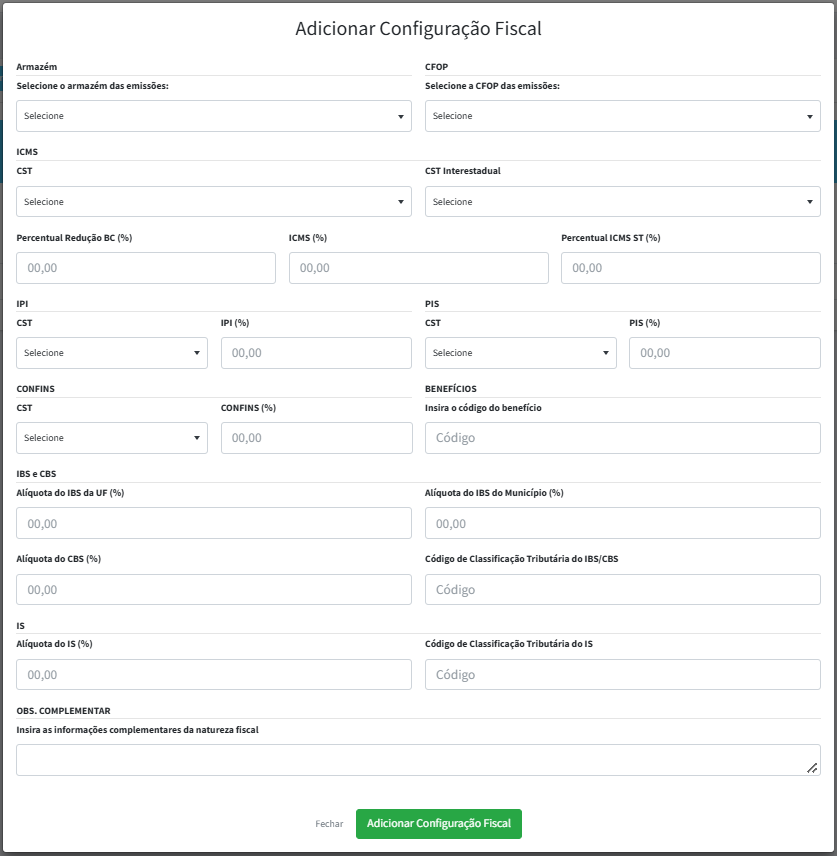 Adicionar Configuração Fiscal
Armazém
CFOP
Selecione o armazém das emissões:
Selecione a CFOP das emissões:
Selecione
Selecione
ICMS
CST
CST Interestadual
Selecione
Selecione
Percentual Redução BC (%)
ICMS (%)
Percentual ICMS ST (%)
00,00
00,00
00,00
IPI
PIS
CST
IPI (%)
CST
PIS (%)
Selecione
00,00
Selecione
00,00
CONFINS
BENEFÍCIOS
CST
CONFINS (%)
Insira o código do benefício
Selecione
00,00
Código
IBS e CBS
Alíquota do IBS da UF (%)
Alíquota do IBS do Município (%)
00,00
00,00
Alíquota do CBS (%)
Código de Classificação Tributária do IBS/CBS
00,00
Código
IS
Alíquota do IS (%)
Código de Classificação Tributária do IS
00,00
Código
OBS. COMPLEMENTAR
Insira as informações complementares da natureza fiscal
Fechar
Adicionar Configuração Fiscal